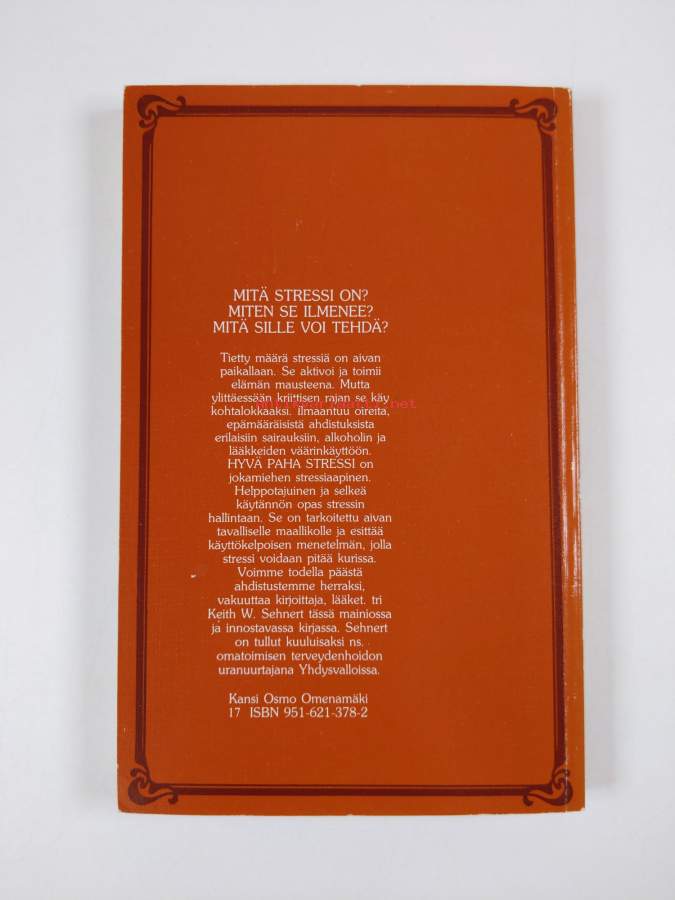 MITÄ STRESSI ON?
MITEN SE ILMENEE?
MITÄ SILLE VOI TEHDÄ?
Tietty määrä stressiä on aivan
paikallaan. Se aktivoi ja toimii
elämän mausteena. Mutta
ylittäessään kriittisen rajan se käy
kohtalokkaaksi. Ilmaantuu oireita,
epämääräisistä ahdistuksista
erilaisiin sairauksiin, alkoholin ja
lääkkeiden väärinkäyttöön.
HYVÄ PAHA STRESSI on
jokamiehen stressiaapinen.
Helppotajuinen ja selkeä
käytännön opas stressin
hallintaan. Se on tarkoitettu aivan
tavalliselle maallikolle ja esittää
käyttökelpoisen menetelmän, jolla
stressi voidaan pitää kurissa.
Voimme todella päästä
ahdistustemme herraksi,
vakuuttaa kirjoittaja, lääket. tri
Keith W. Sehnert tässä mainiossa
ja innostavassa kirjassa. Sehnert
on tullut kuuluisaksi ns.
omatoimisen terveydenhoidon
uranuurtajana Yhdysvalloissa.
Kansi Osmo Omenamäki
17 ISBN 951-621-378-2